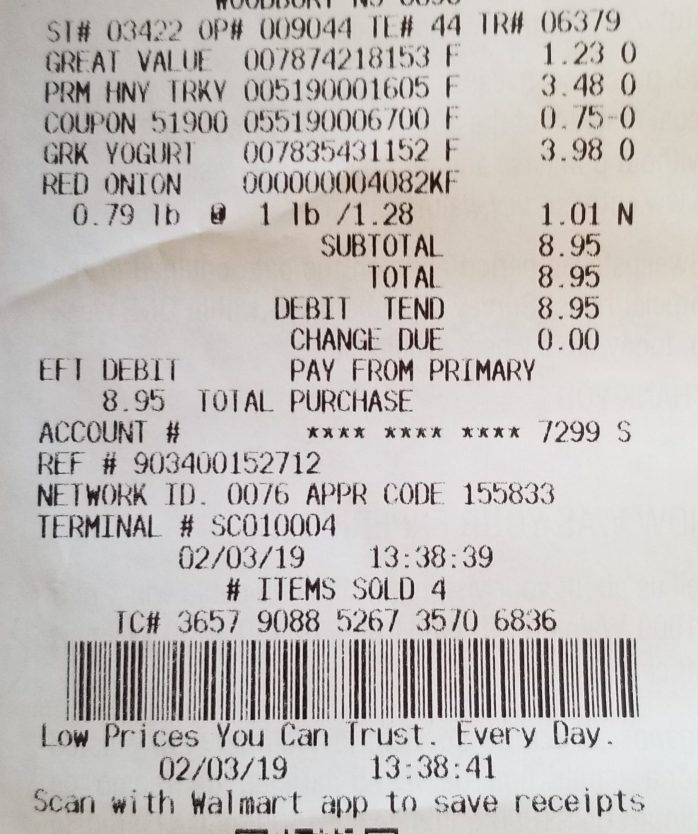 ST# 03422 OP# 009044 TE# 44 TR# 06379
GREAT VALUE 007874218153 F 1.23 O
PRM HNY TRKY 005190001605 F 3.48 O
COUPON 51900 055190006700 F 0.75-O
GRK YOGURT 007835431152 F 3.98 O
RED ONION 000000004082KF
0.79 lb @ 1 lb /1.28 1.01 N
SUBTOTAL 8.95
TOTAL 8.95
DEBIT TEND 8.95
CHANGE DUE 0.00
EFT DEBIT PAY FROM PRIMARY
8.95 TOTAL PURCHASE
ACCOUNT # **** **** **** 7299 S
REF # 903400152712
NETWORK ID. 0076 APPR CODE 155833
TERMINAL # SC010004
02/03/19 13:38:39
# ITEMS SOLD 4
TC# 3657 9088 5267 3570 6836
Low Prices You Can Trust. Every Day.
02/03/19 13:38:41
Scan with Walmart app to save receipts